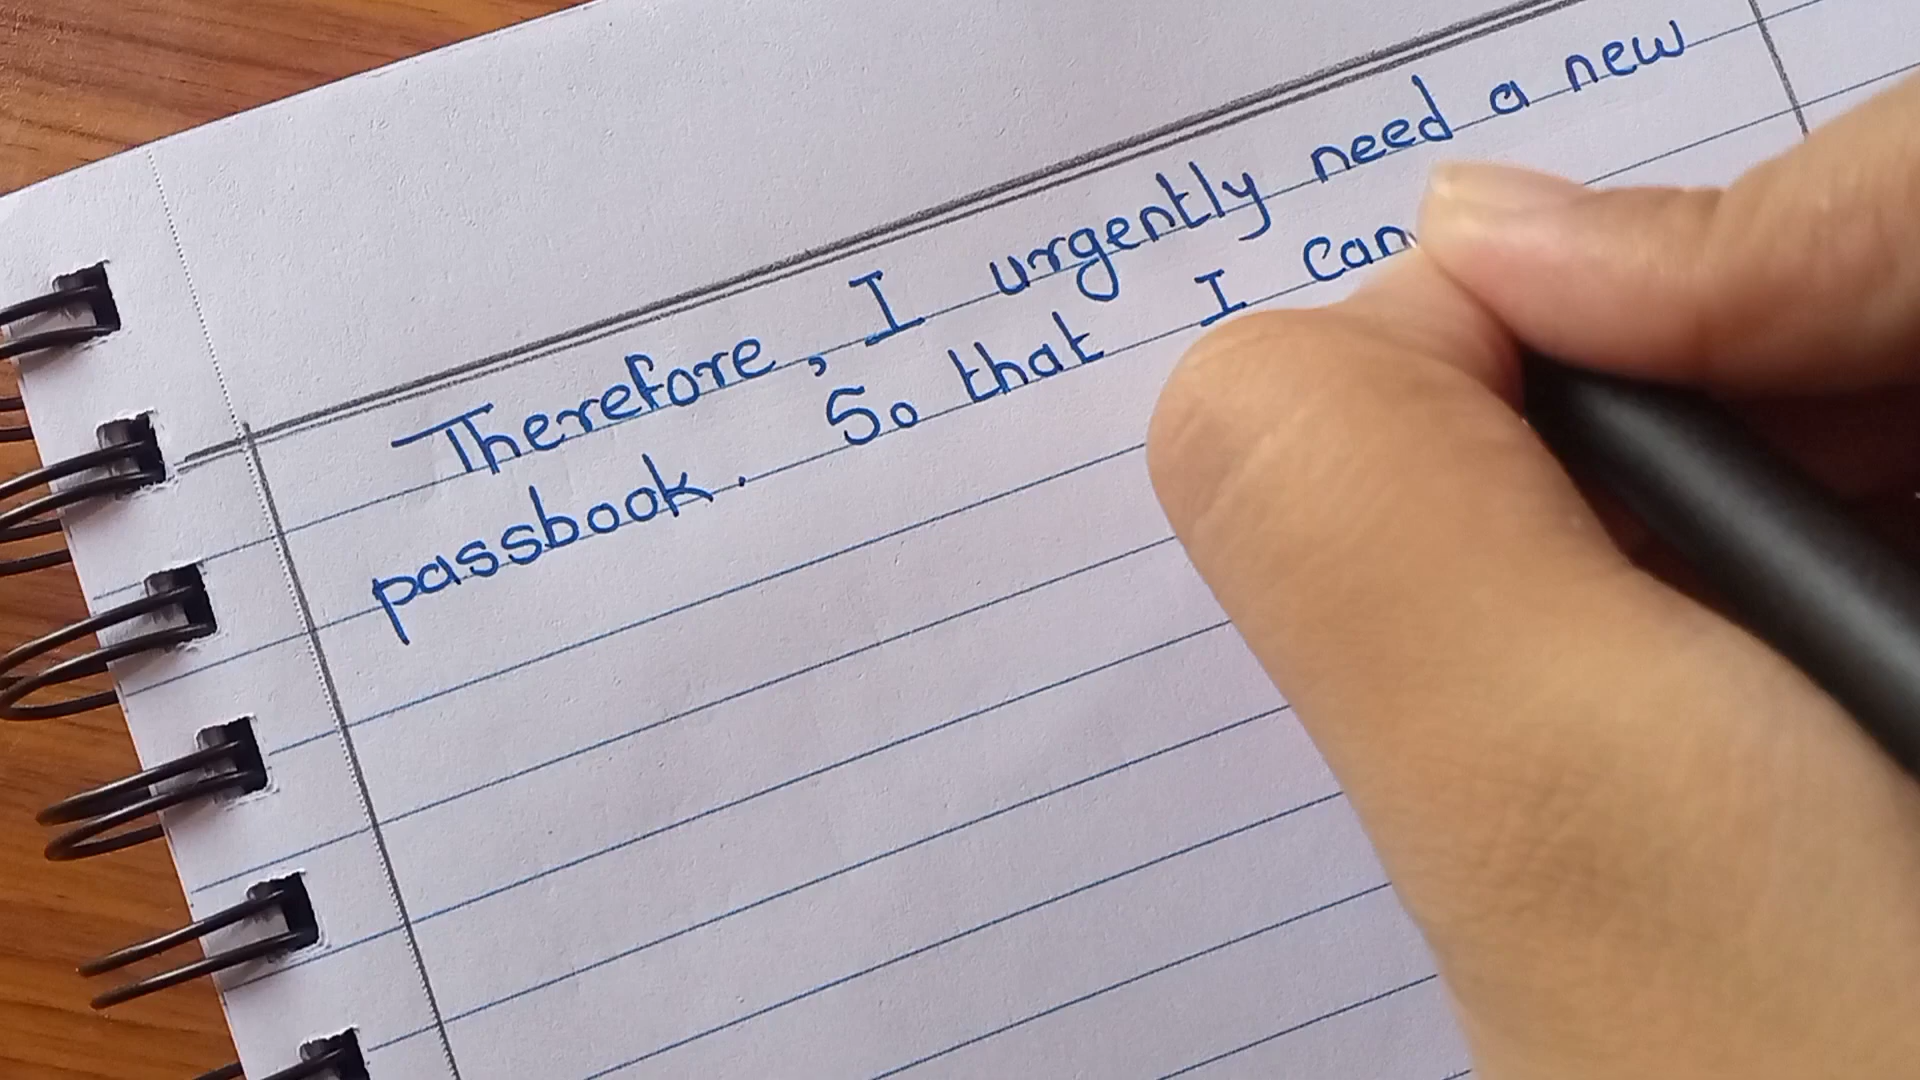 Therefore, I urgently need a new
passbook. So that I can